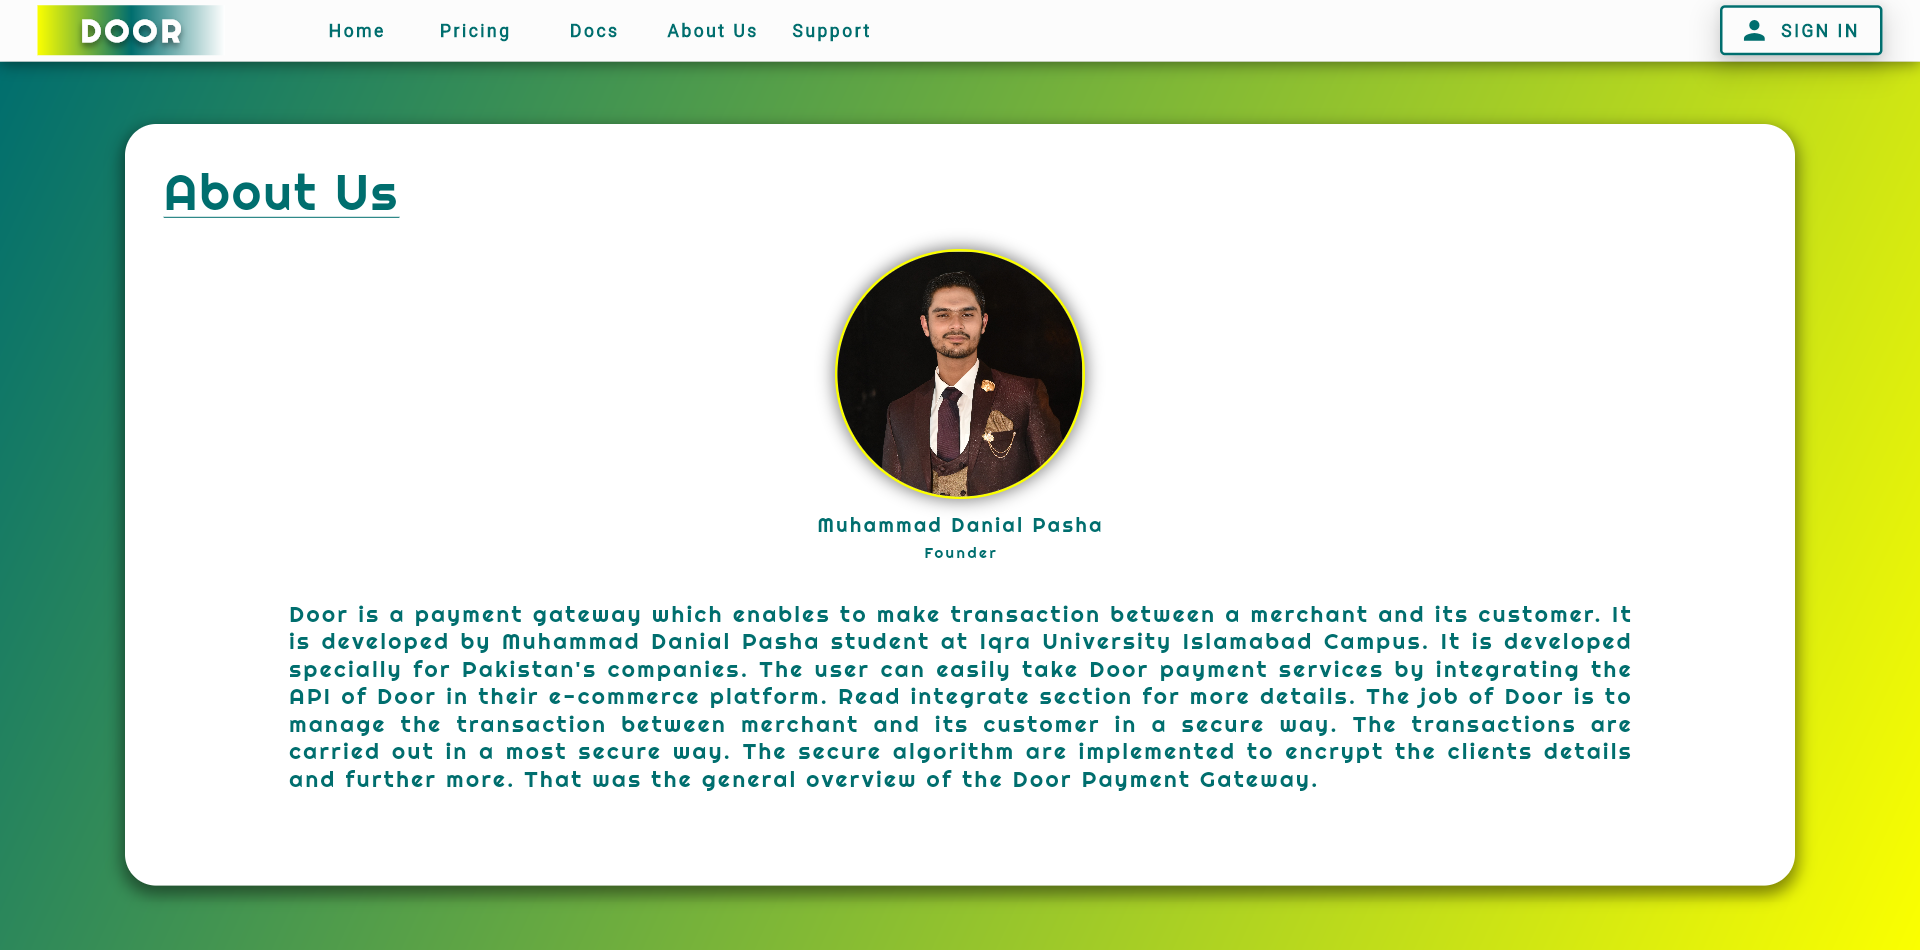 DOOR
Home Pricing Docs About Us Support
SIGN IN
About Us
Muhammad Danial Pasha
Founder
Door is a payment gateway which enables to make transaction between a merchant and its customer. It
is developed by Muhammad Danial Pasha student at Iqra University Islamabad Campus. It is developed
specially for Pakistan's companies. The user can easily take Door payment services by integrating the
API of Door in their e-commerce platform. Read integrate section for more details. The job of Door is to
manage the transaction between merchant and its customer in a secure way. The transactions are
carried out in a most secure way. The secure algorithm are implemented to encrypt the clients details
and further more. That was the general overview of the Door Payment Gateway.